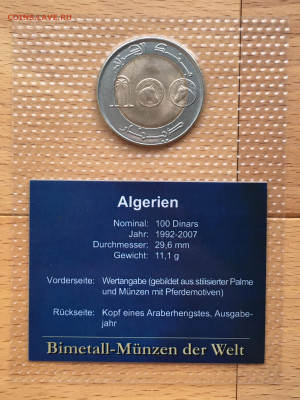 COINS.LAVE.RU
100
Algerien
Nominal: 100 Dinars
Jahr: 1992-2007
Durchmesser: 29,6 mm
Gewicht: 11,1 g
Vorderseite: Wertangabe (gebildet aus stilisierter Palme
und Münzen mit Pferdemotiven)
Rückseite: Kopf eines Araberhengstes, Ausgabe-
jahr
Bimetall-Münzen der Welt